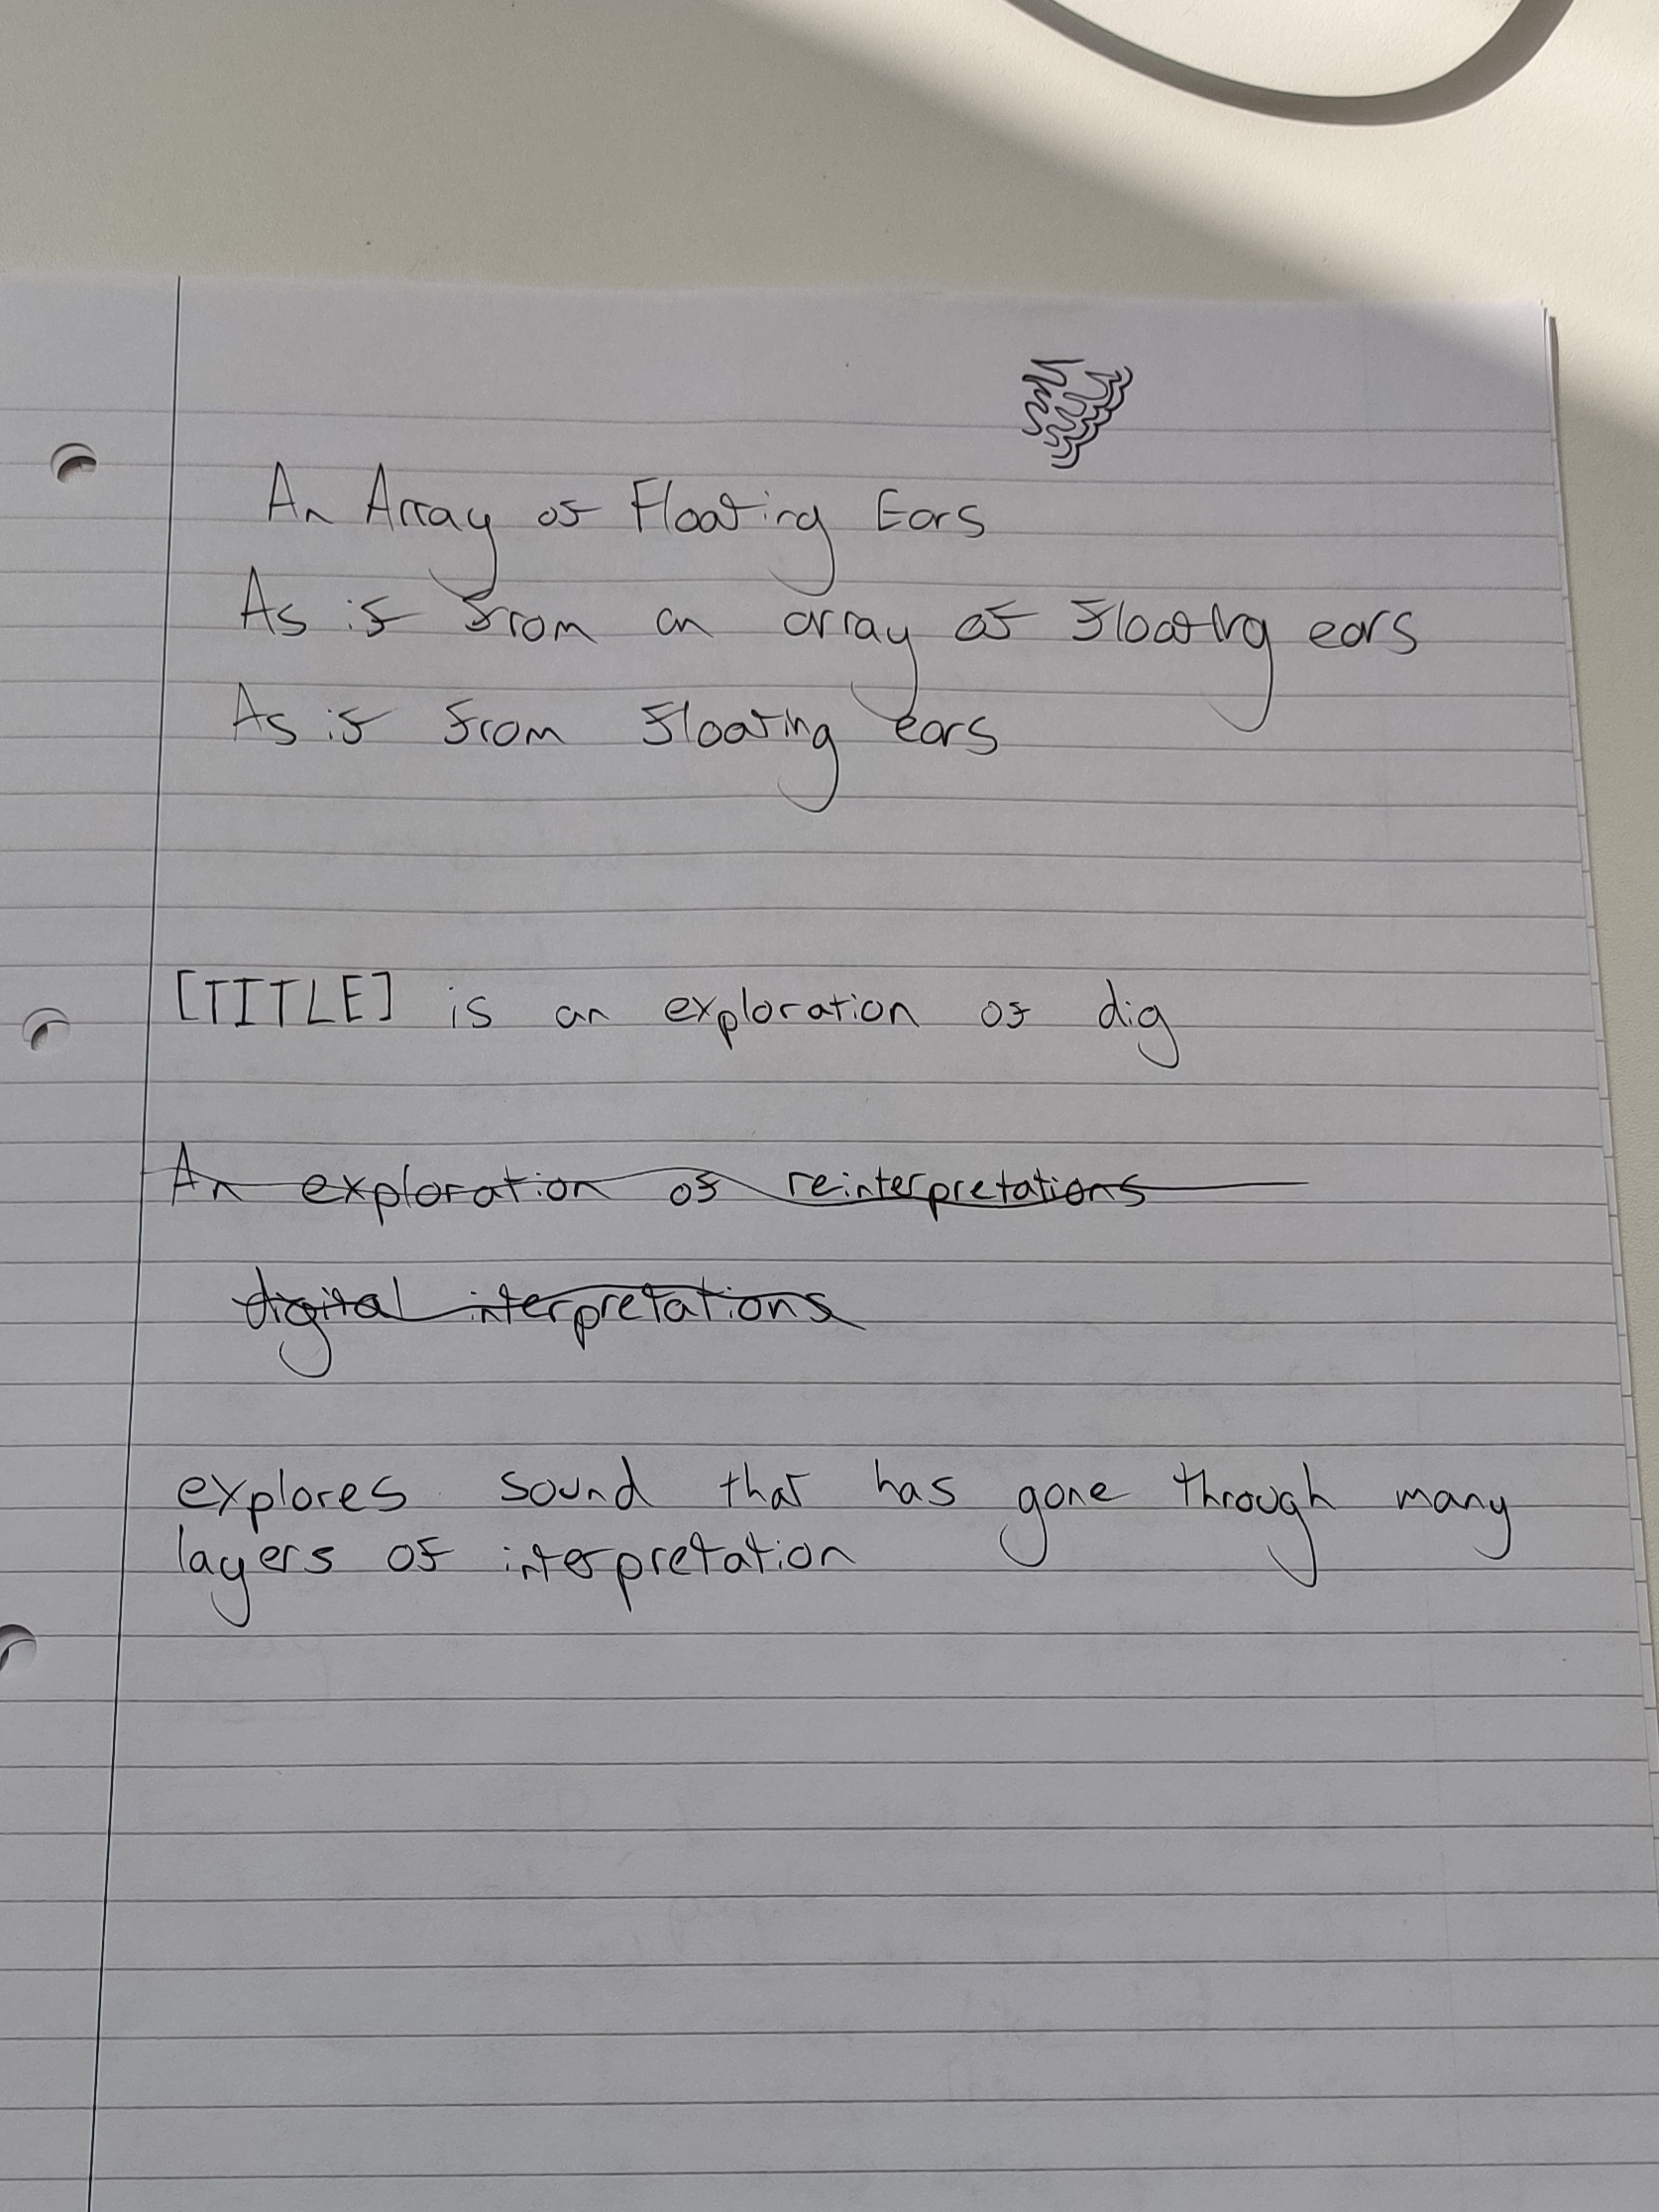 An Array of Floating Ears
As if from an array of floating ears
As if from floating ears
[TITLE] is an exploration of dig
An exploration of reinterpretations
digital interpretations
explores sound that has gone through many
layers of interpretation